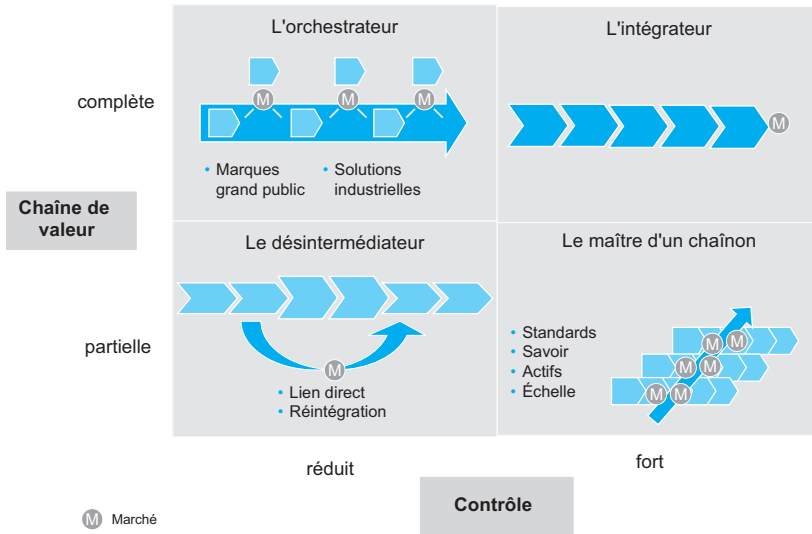 L'orchestrateur
L'intégrateur
complète
M
M
M
M
• Marques
grand public
• Solutions
industrielles
Chaîne de
valeur
Le désintermédiateur
Le maître d'un chaînon
partielle
M
• Lien direct
• Réintégration
• Standards
• Savoir
• Actifs
• Échelle
M M
M M
M M
réduit
fort
Contrôle
M Marché